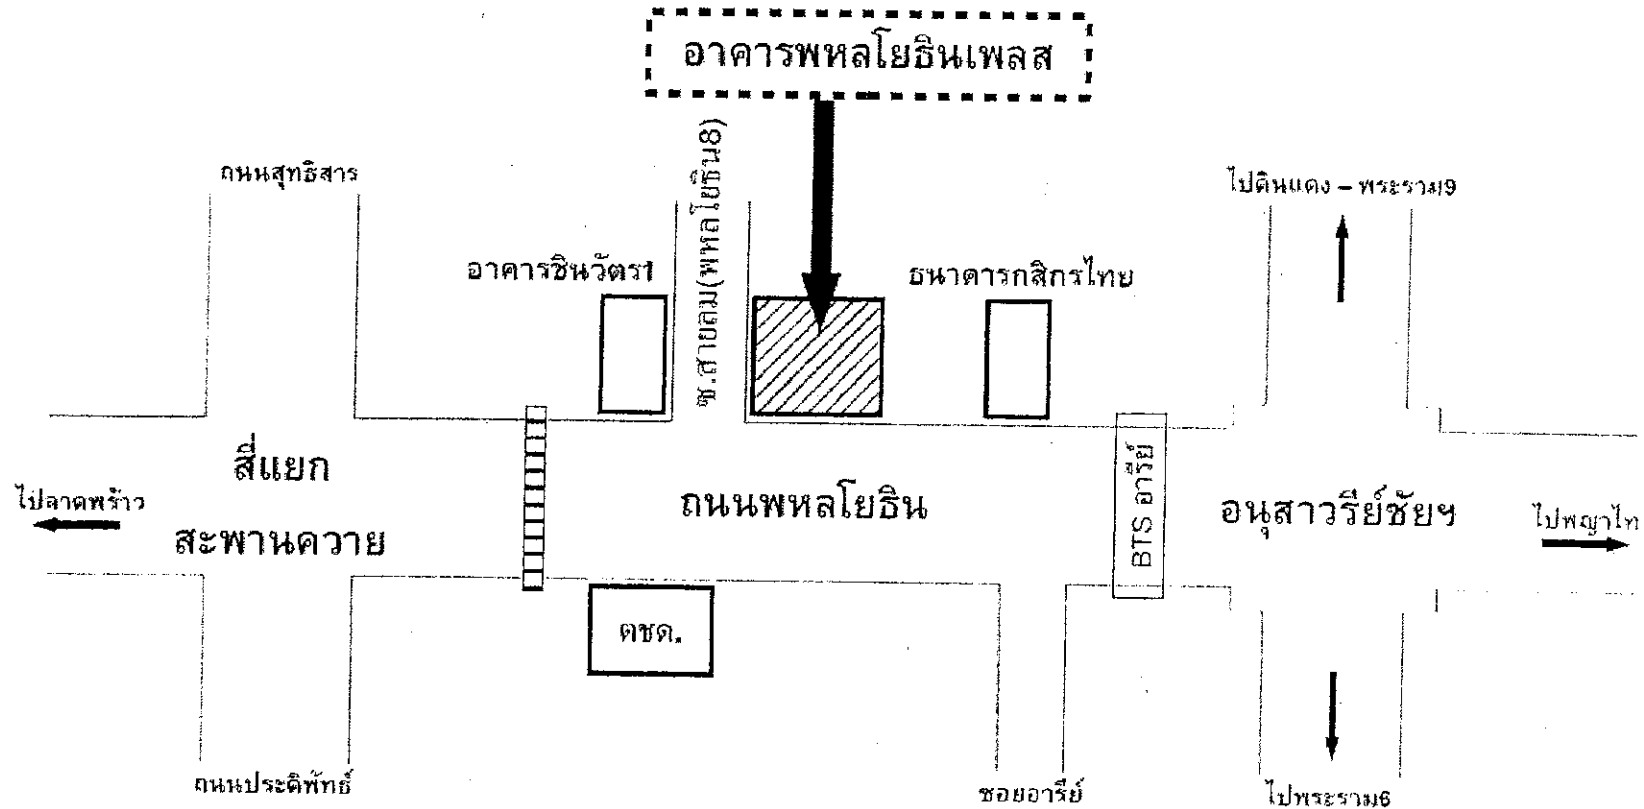 อาคารพหลโยธินเพลส
ถนนสุทธิสาร
ซ.สายลม(พหลโยธิน8)
ไปดินแดง - พระราม9
อาคารชินวัตร1
ธนาคารกสิกรไทย
สี่แยก
สะพานควาย
ไปลาดพร้าว
ถนนพหลโยธิน
BTS อารีย์
อนุสาวรีย์ชัยฯ
ไปพญาไท
ตชด.
ถนนประดิพัทธ์
ซอยอารีย์
ไปพระราม6